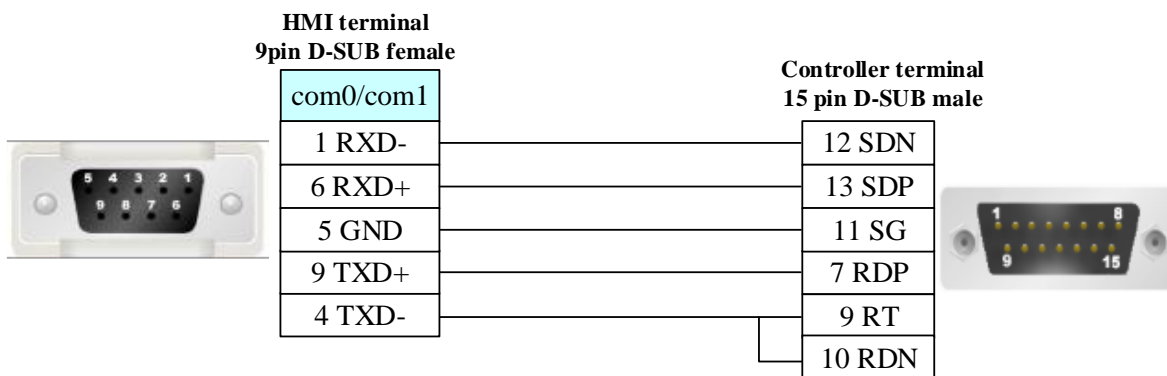 HMI terminal
9pin D-SUB female
com0/com1
1 RXD-
6 RXD+
5 GND
9 TXD+
4 TXD-
Controller terminal
15 pin D-SUB male
12 SDN
13 SDP
11 SG
7 RDP
9 RT
10 RDN
5 4 3 2 1
9 8 7 6
1 8
9 15